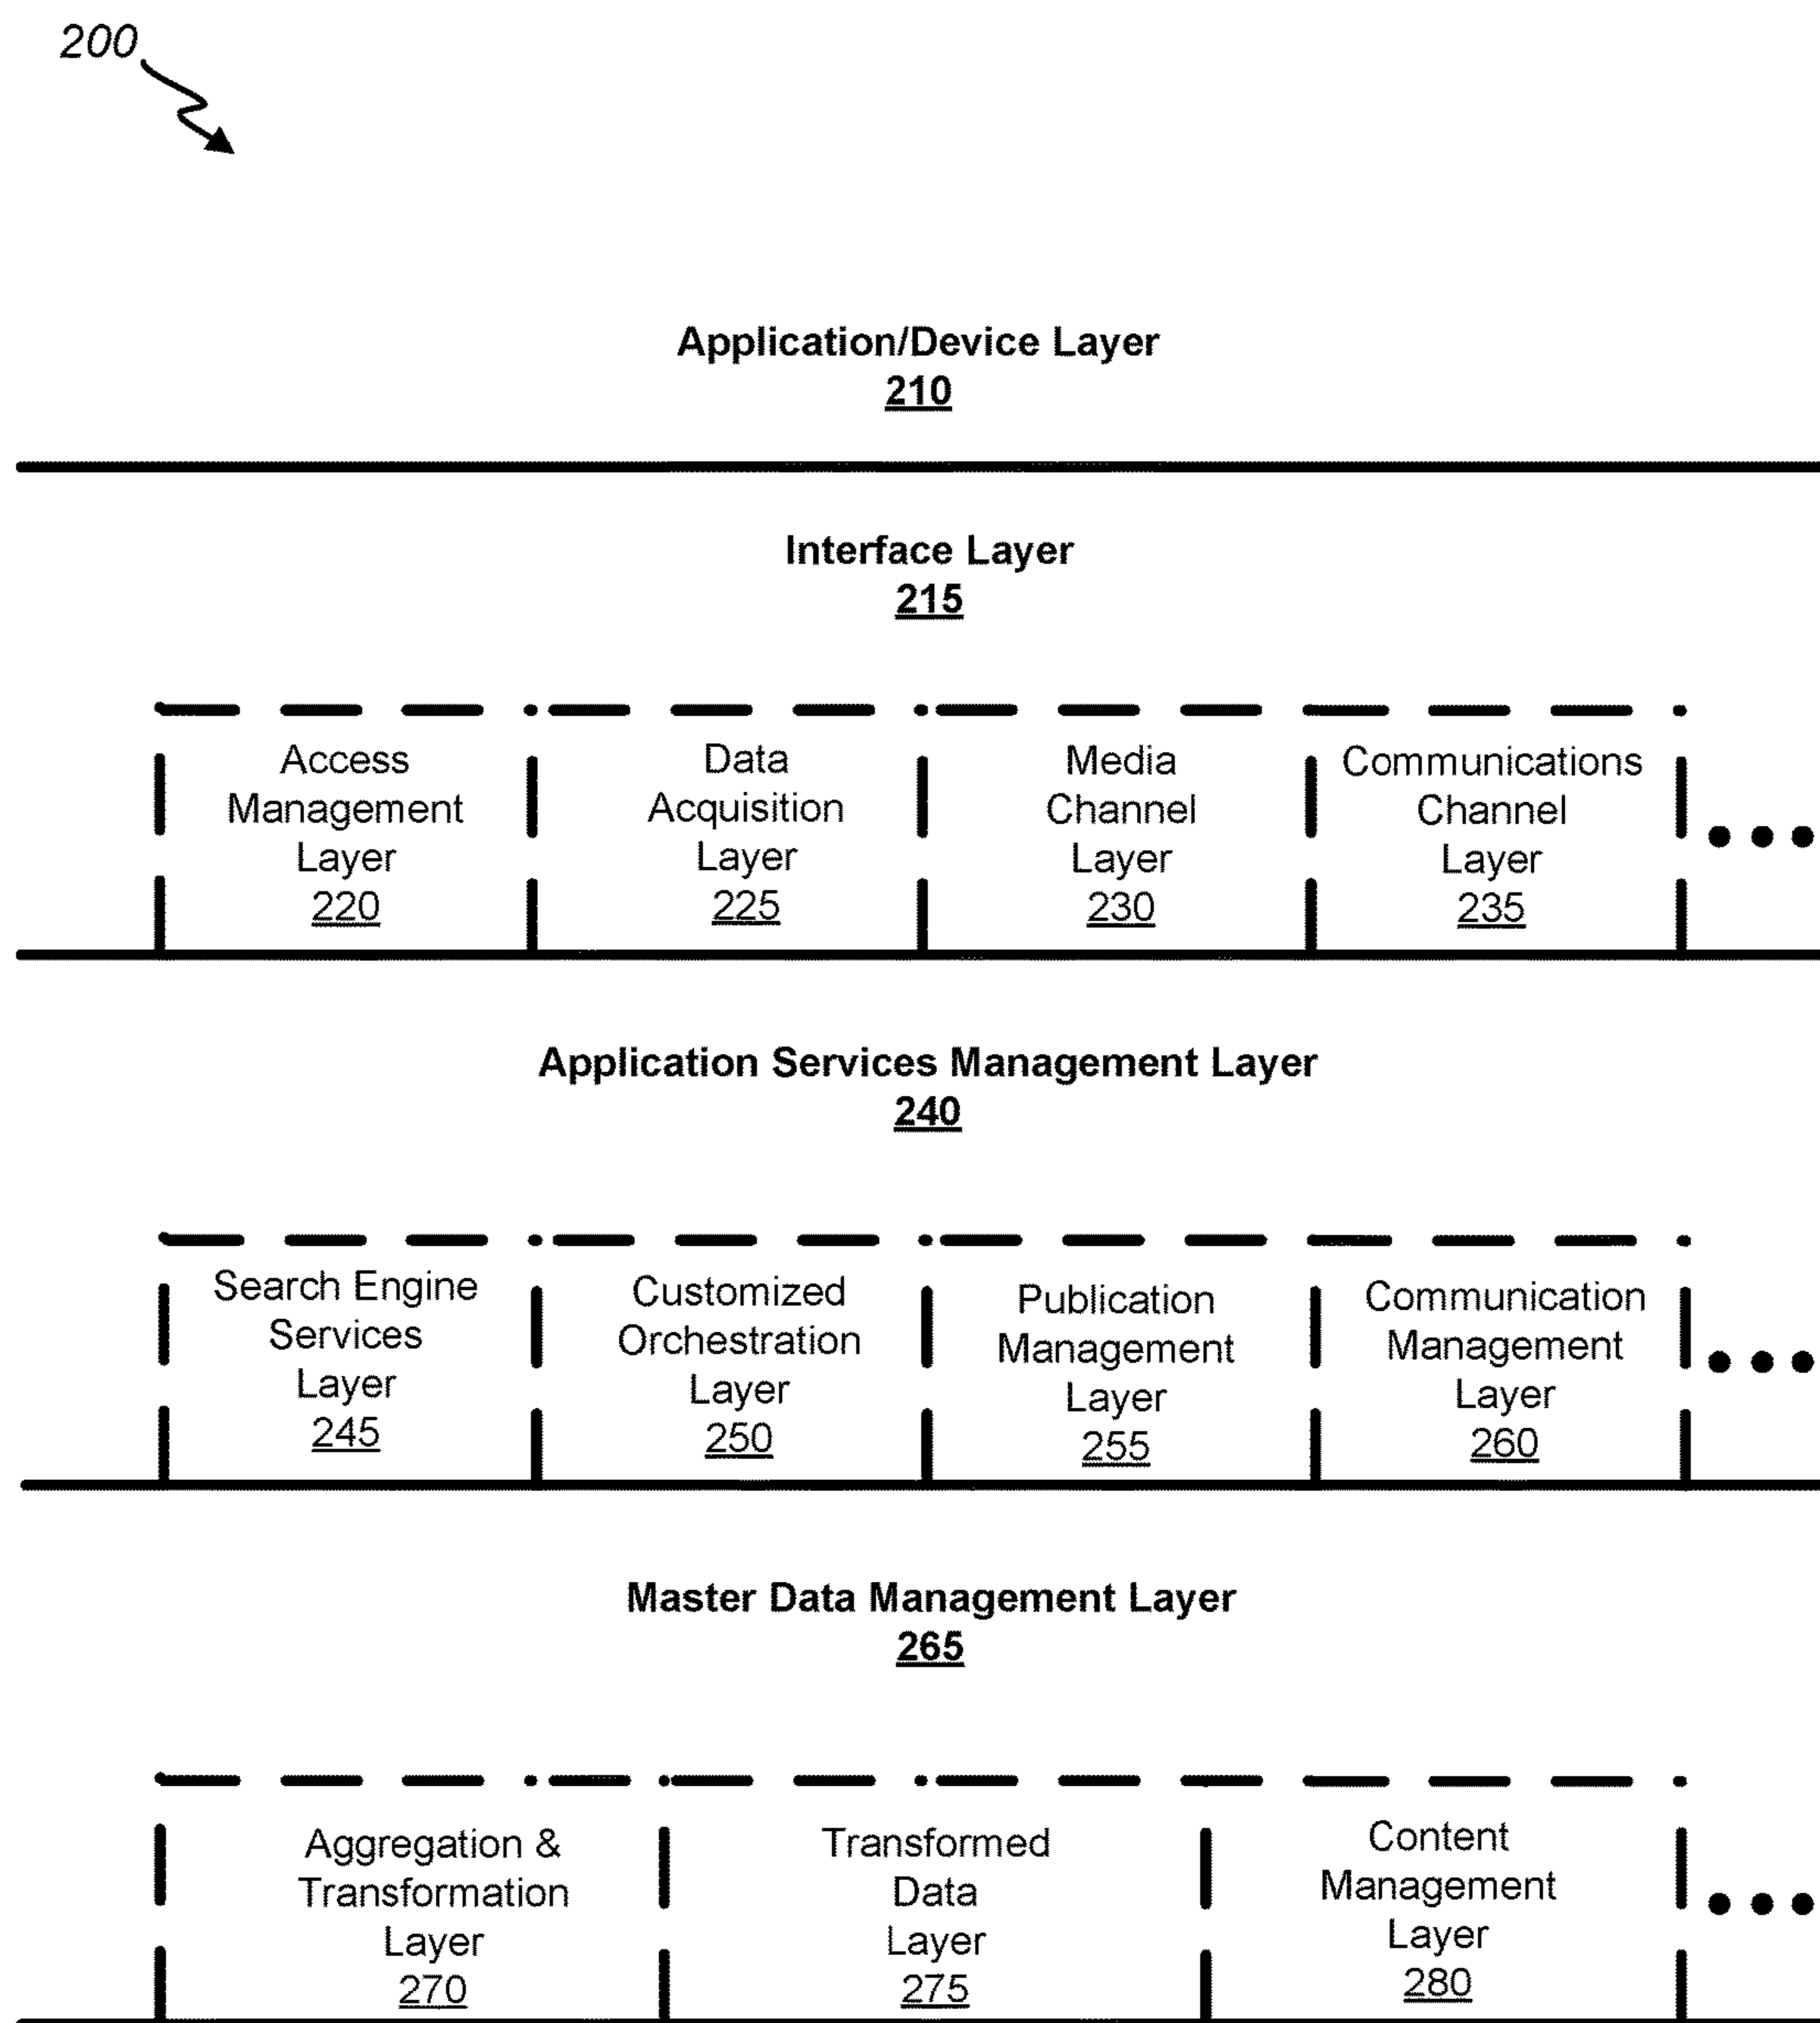 200
Application/Device Layer
210
Interface Layer
215
Access
Management
Layer
220
Data
Acquisition
Layer
225
Media
Channel
Layer
230
Communications
Channel
Layer
235
Application Services Management Layer
240
Search Engine
Services
Layer
245
Customized
Orchestration
Layer
250
Publication
Management
Layer
255
Communication
Management
Layer
260
Master Data Management Layer
265
Aggregation &
Transformation
Layer
270
Transformed
Data
Layer
275
Content
Management
Layer
280